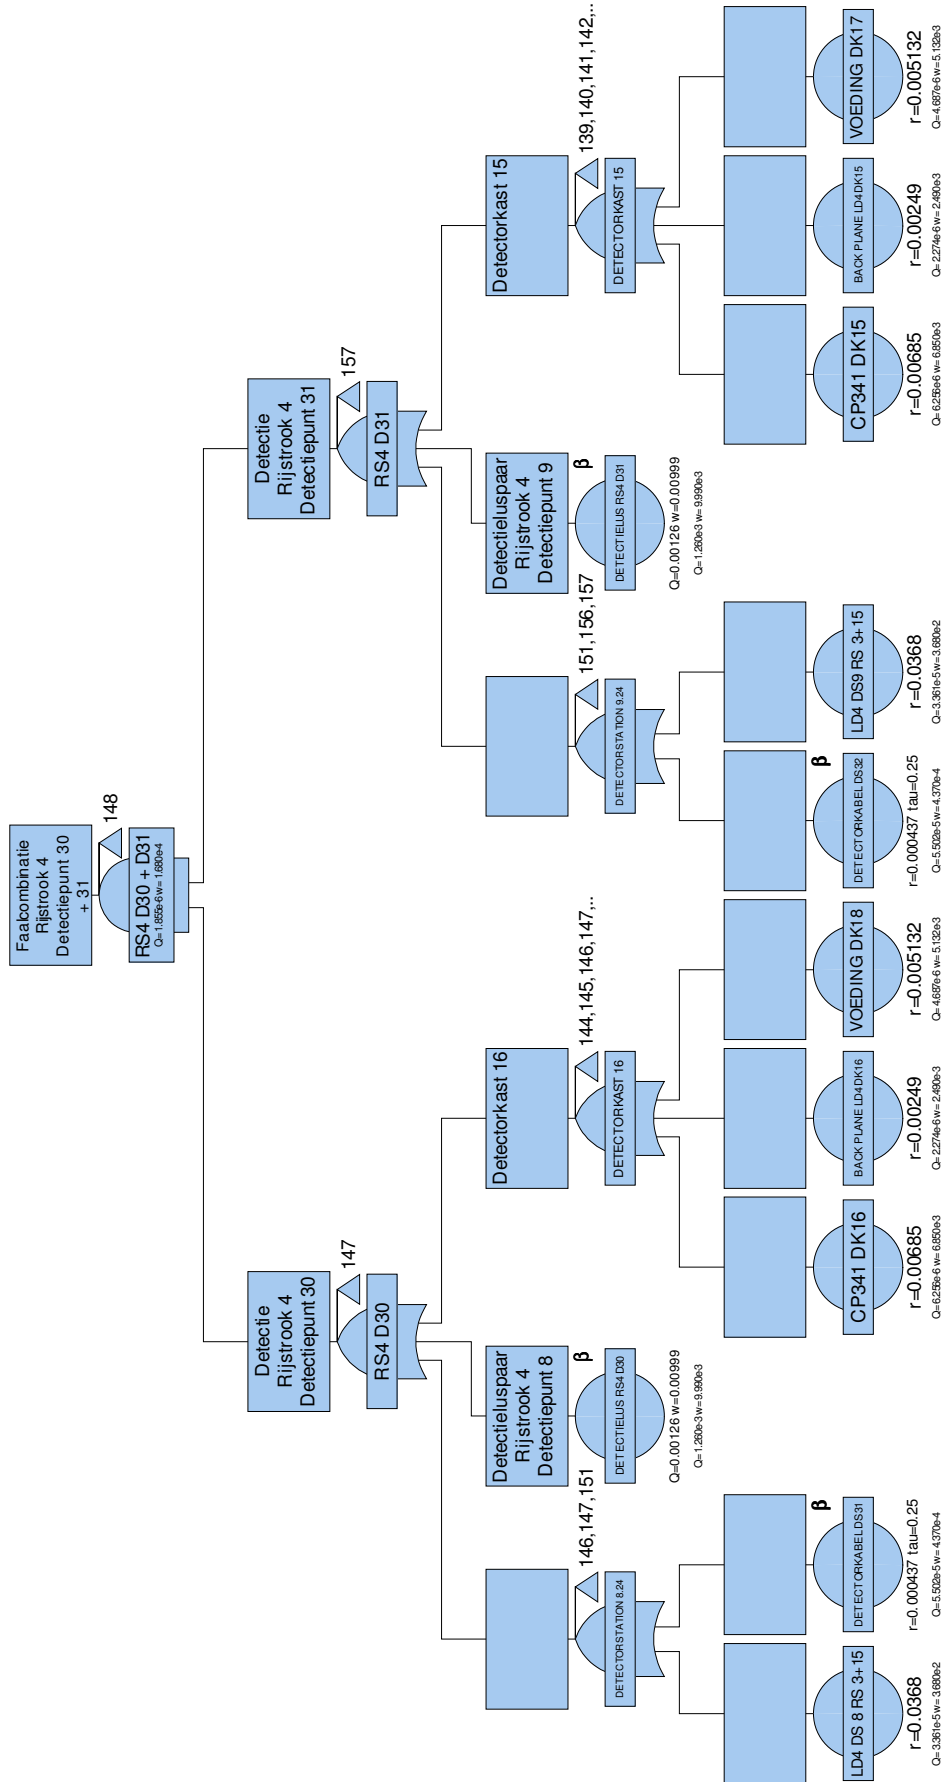 Faalcombinatie
Rijstrook 4
Detectiepunt 30
+ 31
148
RS4 D30 + D31
Q=1.855e-6 w= 1.680e-4
Detectie
Rijstrook 4
Detectiepunt 30
147
RS4 D30
Detectie
Rijstrook 4
Detectiepunt 31
157
RS4 D31
146,147,151
DETECTORSTATION 8.24
Detectieluspaar
Rijstrook 4
Detectiepunt 8
β
DETECTIELUS RS4 D30
Q=0.00126 w=0.00999
Q=1.260e-3 w= 9.990e-3
Detectorkast 16
144,145,146,147,..
DETECTORKAST 16
151,156,157
DETECTORSTATION 9.24
Detectieluspaar
Rijstrook 4
Detectiepunt 9
β
DETECTIELUS RS4 D31
Q=0.00126 w=0.00999
Q=1.260e-3 w= 9.990e-3
Detectorkast 15
139,140,141,142,..
DETECTORKAST 15
LD4 DS 8 RS 3+15
r=0.0368
Q=3.361e-5 w= 3.680e-2
β
DETECTORKABEL DS31
r=0.000437 tau=0.25
Q=5.502e-5 w= 4.370e-4
CP341 DK16
r=0.00685
Q=6.256e-6 w= 6.850e-3
BACK PLANE LD4 DK16
r=0.00249
Q= 2.274e-6 w= 2.490e-3
VOEDING DK18
r=0.005132
Q=4.687e-6 w= 5.132e-3
β
DETECTORKABEL DS32
r=0.000437 tau=0.25
Q=5.502e-5 w= 4.370e-4
LD4 DS9 RS 3+15
r=0.0368
Q=3.361e-5 w= 3.680e-2
CP341 DK15
r=0.00685
Q=6.256e-6 w= 6.850e-3
BACK PLANE LD4 DK15
r=0.00249
Q= 2.274e-6 w= 2.490e-3
VOEDING DK17
r=0.005132
Q=4.687e-6 w= 5.132e-3